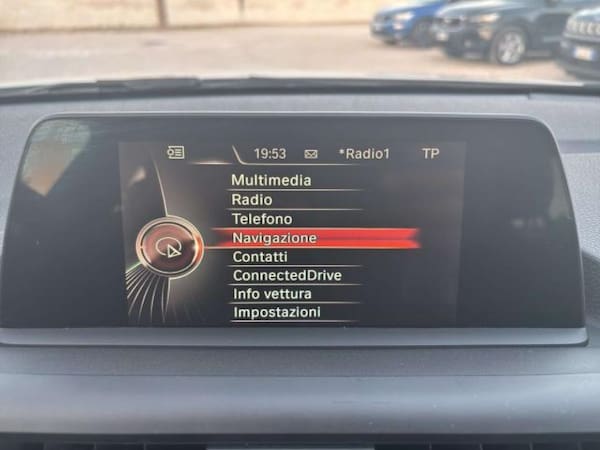 19:53 *Radio1 TP
Multimedia
Radio
Telefono
Navigazione
Contatti
ConnectedDrive
Info vettura
Impostazioni